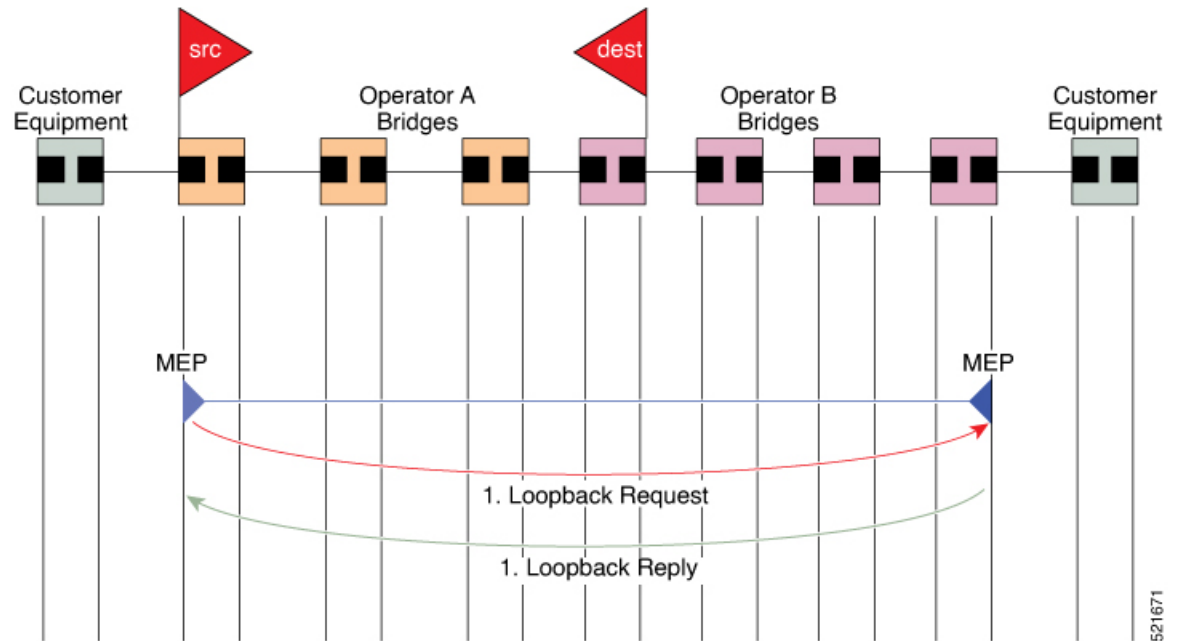 src
dest
Customer
Equipment
Operator A
Bridges
Operator B
Bridges
Customer
Equipment
MEP
MEP
1. Loopback Request
1. Loopback Reply
521671